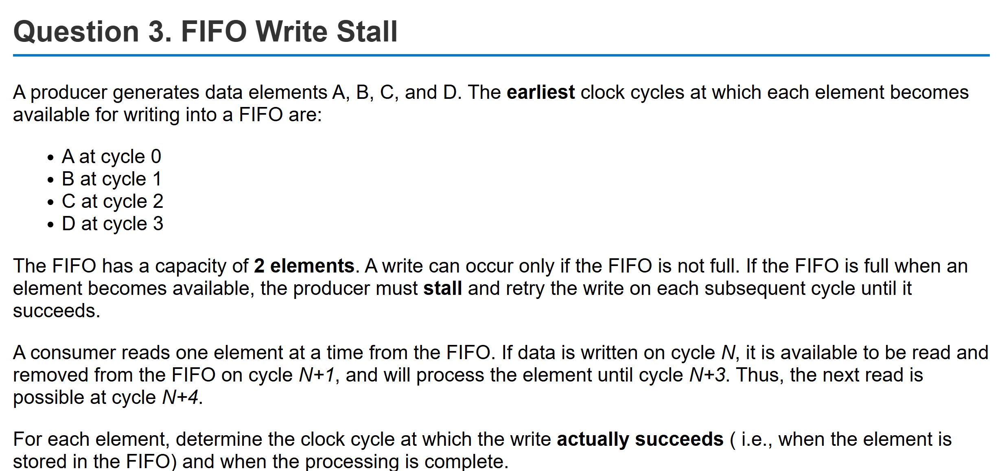 Question 3. FIFO Write Stall
A producer generates data elements A, B, C, and D. The earliest clock cycles at which each element becomes
available for writing into a FIFO are:
• A at cycle 0
• B at cycle 1
• C at cycle 2
• D at cycle 3
The FIFO has a capacity of 2 elements. A write can occur only if the FIFO is not full. If the FIFO is full when an
element becomes available, the producer must stall and retry the write on each subsequent cycle until it
succeeds.
A consumer reads one element at a time from the FIFO. If data is written on cycle N, it is available to be read and
removed from the FIFO on cycle N+1, and will process the element until cycle N+3. Thus, the next read is
possible at cycle N+4.
For each element, determine the clock cycle at which the write actually succeeds ( i.e., when the element is
stored in the FIFO) and when the processing is complete.